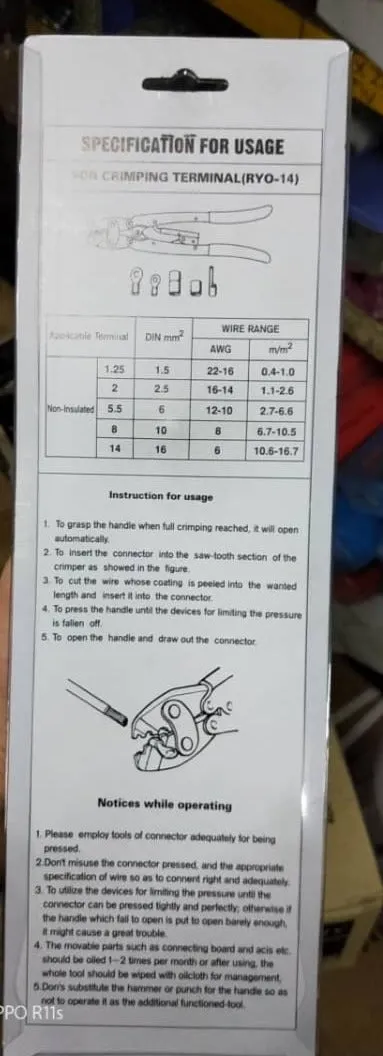 SPECIFICATION FOR USAGE
FOR CRIMPING TERMINAL(RYO-14)
Applicable Terminal DIN mm² WIRE RANGE
AWG m/m²
Non-Insulated
1.25 1.5 22-16 0.4-1.0
2 2.5 16-14 1.1-2.6
5.5 6 12-10 2.7-6.6
8 10 8 6.7-10.5
14 16 6 10.6-16.7
Instruction for usage
1. To grasp the handle when full crimping reached, it will open
automatically.
2. To insert the connector into the saw-tooth section of the
crimper as showed in the figure.
3. To cut the wire whose coating is peeled into the wanted
length and insert it into the connector.
4. To press the handle until the devices for limiting the pressure
is fallen off.
5. To open the handle and draw out the connector.
Notices while operating
1. Please employ tools of connector adequately for being
pressed.
2.Don't misuse the connector pressed, and the appropriate
specification of wire so as to connent right and adequately.
3. To utilize the devices for limiting the pressure until the
connector can be pressed tightly and perfectly; otherwise if
the handle which fail to open is put to open barely enough,
it might cause a great trouble.
4. The movable parts such as connecting board and acis etc.
should be oiled 1-2 times per month or after using, the
whole tool should be wiped with oilcloth for management.
5.Don's substitute the hammer or punch for the handle so as
not to operate it as the additional functioned-tool.
PPO R11s